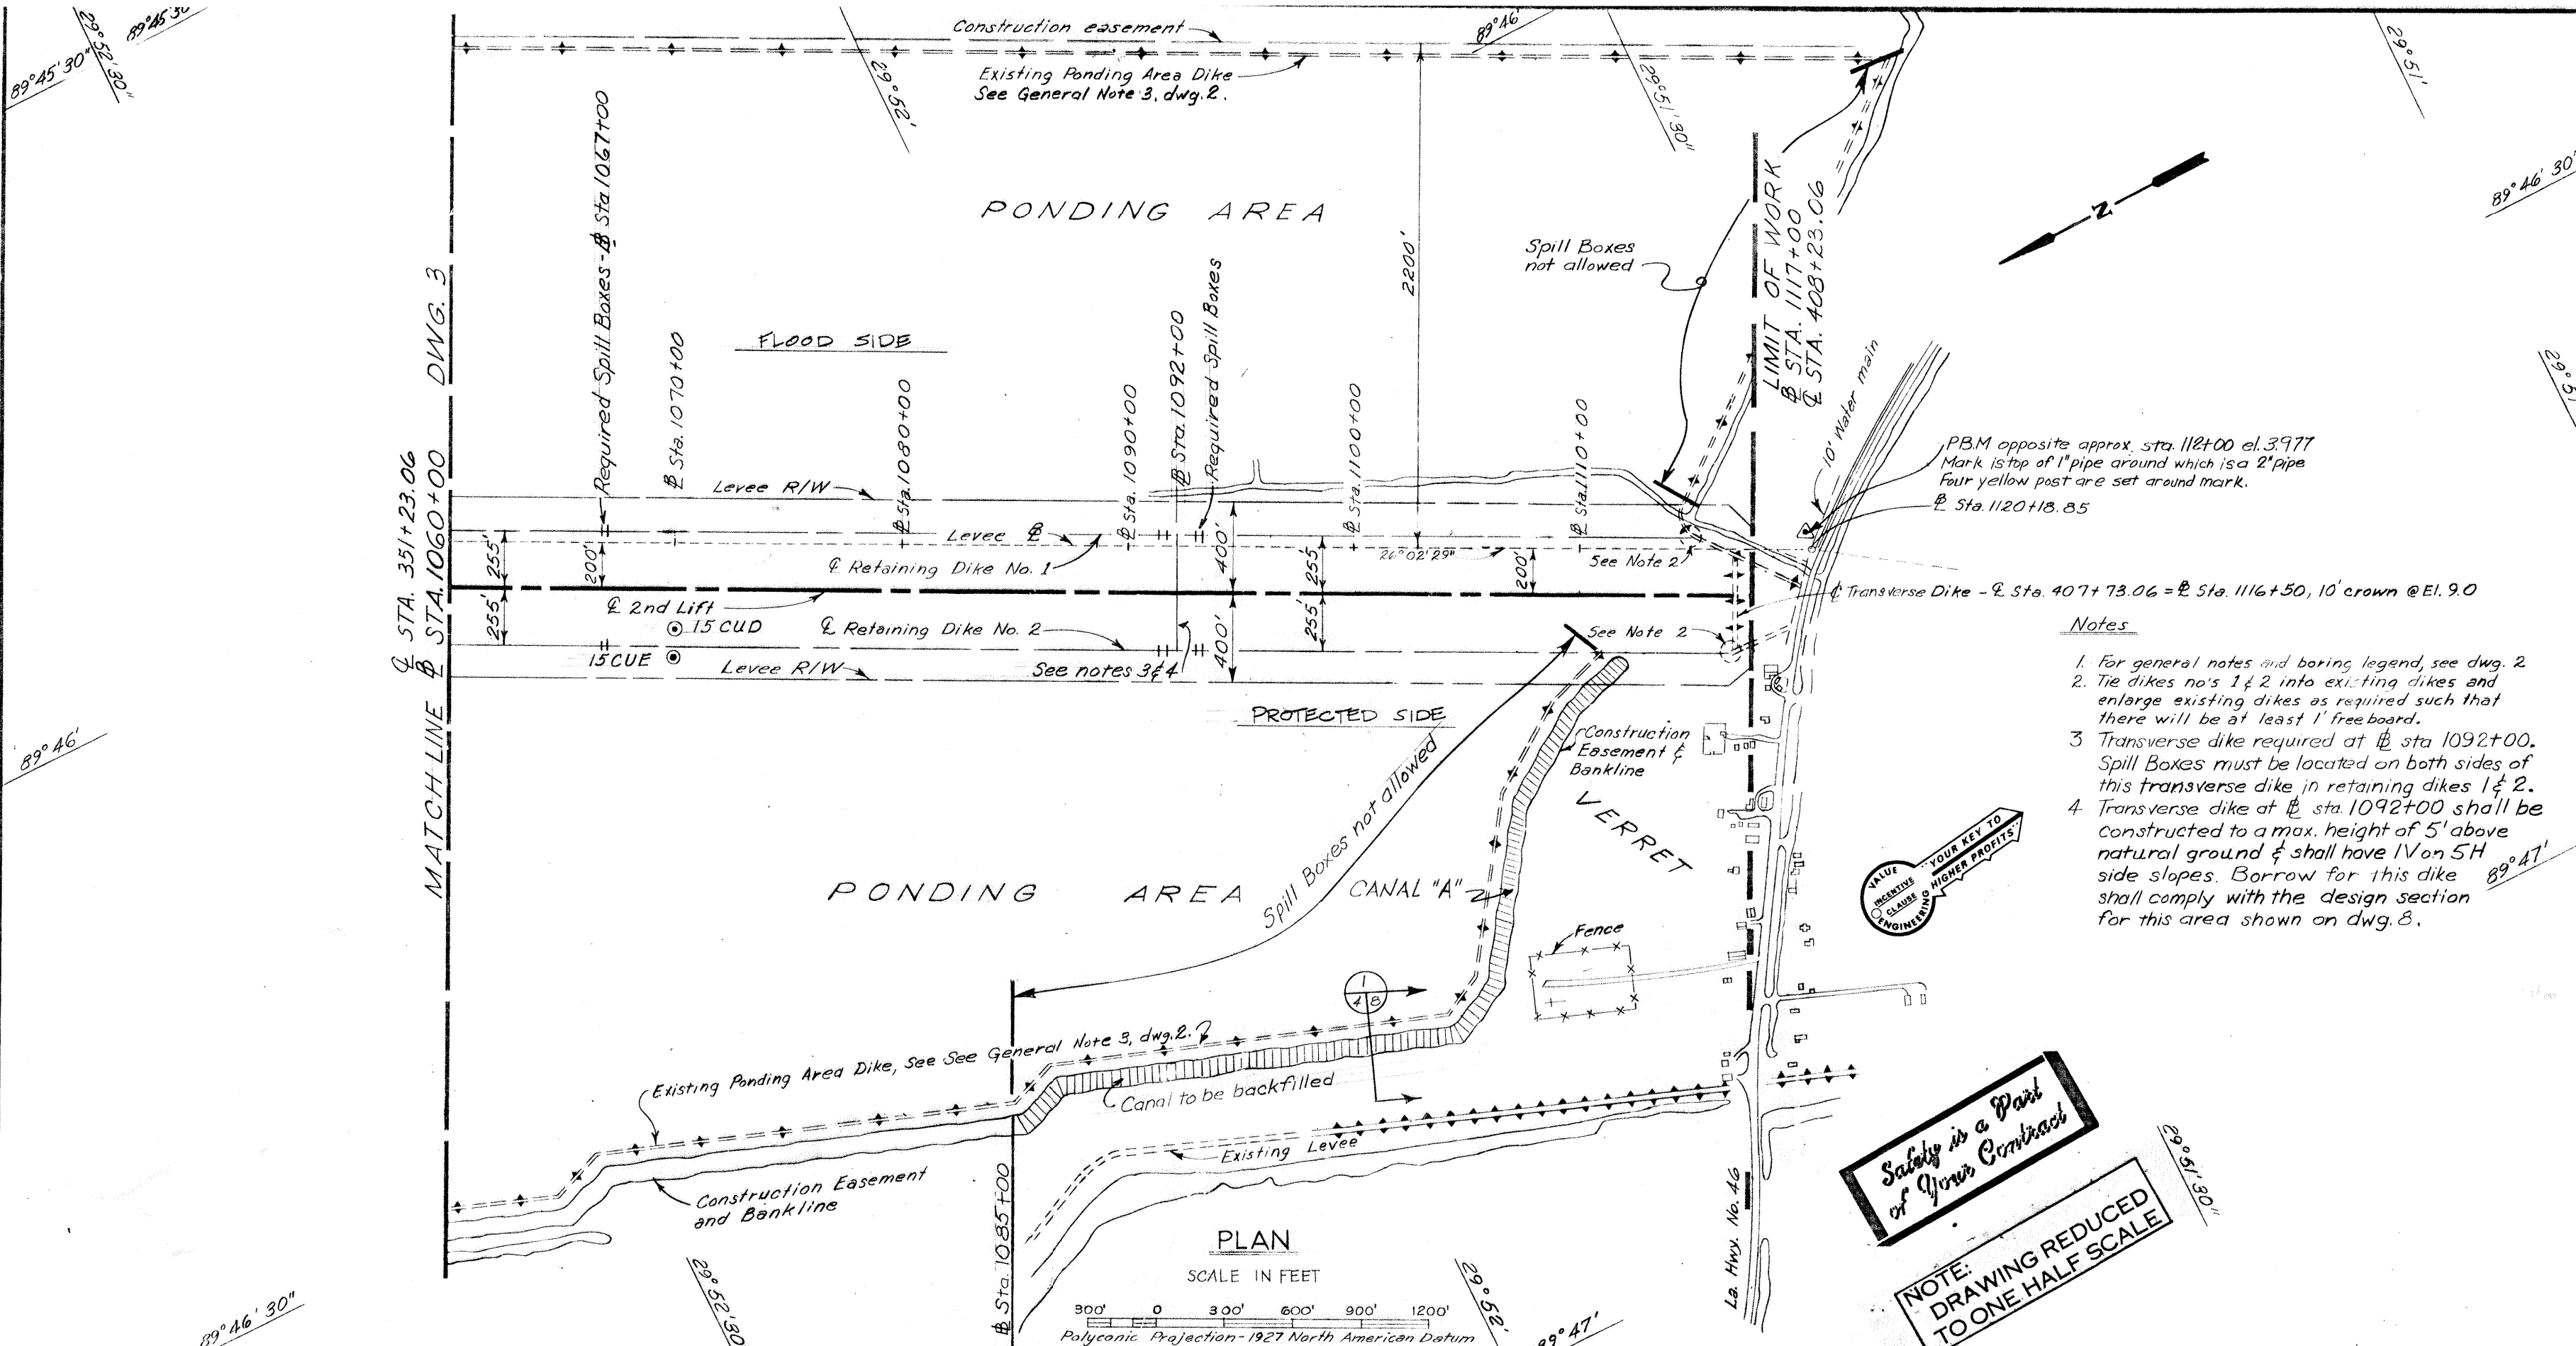 89°45'30"
29°52'30"
89°45'30"
Construction easement
Existing Ponding Area Dike
See General Note 3, dwg. 2.
29°52'
89°46'
29°51'30"
29°51'
89°46'30"
PONDING AREA
2200'
Spill Boxes
not allowed
LIMIT OF WORK
B STA. 1117+00
℄ STA. 408+23.06
N
MATCH LINE
DWG. 3
℄ STA. 351+23.06
B STA. 1060+00
Required Spill Boxes-B Sta 1067+00
B Sta. 1070+00
FLOOD SIDE
B Sta. 1080+00
B Sta. 1090+00
B Sta. 1092+00
Required Spill Boxes
B Sta. 1100+00
B Sta. 1110+00
10' Water main
PBM opposite approx. sta. 112+00 el. 3.977
Mark is top of 1" pipe around which is a 2" pipe
Four yellow post are set around mark.
B Sta. 1120+18.85
Levee R/W
Levee B
℄ Retaining Dike No. 1
255'
200'
400'
255'
26°02'29"
200'
See Note 2
℄ Transverse Dike - ℄ Sta. 407+73.06 = B Sta. 1116+50, 10' crown @ El. 9.0
℄ 2nd Lift
15 CUD
℄ Retaining Dike No. 2
255'
400'
255'
See Note 2
15 CUE
Levee R/W
See notes 3 & 4
PROTECTED SIDE
Notes
1. For general notes and boring legend, see dwg. 2
2. Tie dikes no's 1 & 2 into existing dikes and
enlarge existing dikes as required such that
there will be at least 1' freeboard.
3 Transverse dike required at B sta 1092+00.
Spill Boxes must be located on both sides of
this transverse dike in retaining dikes 1 & 2.
4 Transverse dike at B sta. 1092+00 shall be
constructed to a max. height of 5' above
natural ground & shall have 1V on 5H
side slopes. Borrow for this dike
shall comply with the design section
for this area shown on dwg. 8.
89°46'
89°47'
Construction
Easement &
Bankline
VERRET
Spill Boxes not allowed
PONDING AREA
CANAL "A"
Fence
VALUE
ENGINEERING
INCENTIVE
CLAUSE
"YOUR KEY TO
HIGHER PROFITS"
1
4 8
Existing Ponding Area Dike, See See General Note 3, dwg. 2.
Canal to be backfilled
Existing Levee
Construction Easement
and Bankline
B Sta. 1085+00
La. Hwy. No. 46
Safety is a Part
of Your Contract
29°51'30"
NOTE:
DRAWING REDUCED
TO ONE HALF SCALE
PLAN
SCALE IN FEET
300' 0 300' 600' 900' 1200'
Polyconic Projection-1927 North American Datum
89°46'30"
29°52'30
29°52'
89°47'